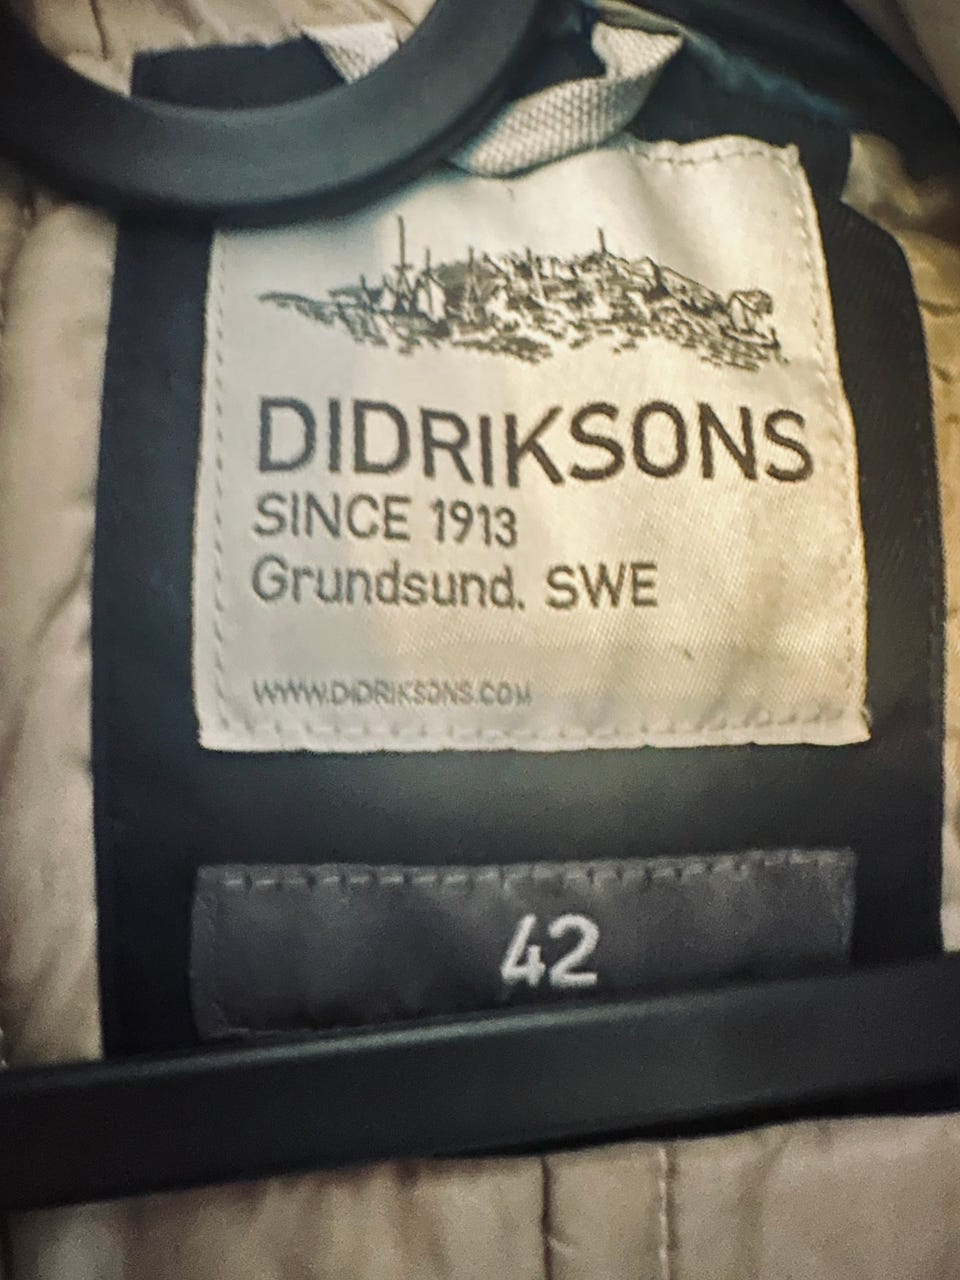 DIDRIKSONS
SINCE 1913
Grundsund. SWE
WWW.DIDRIKSONS.COM
42